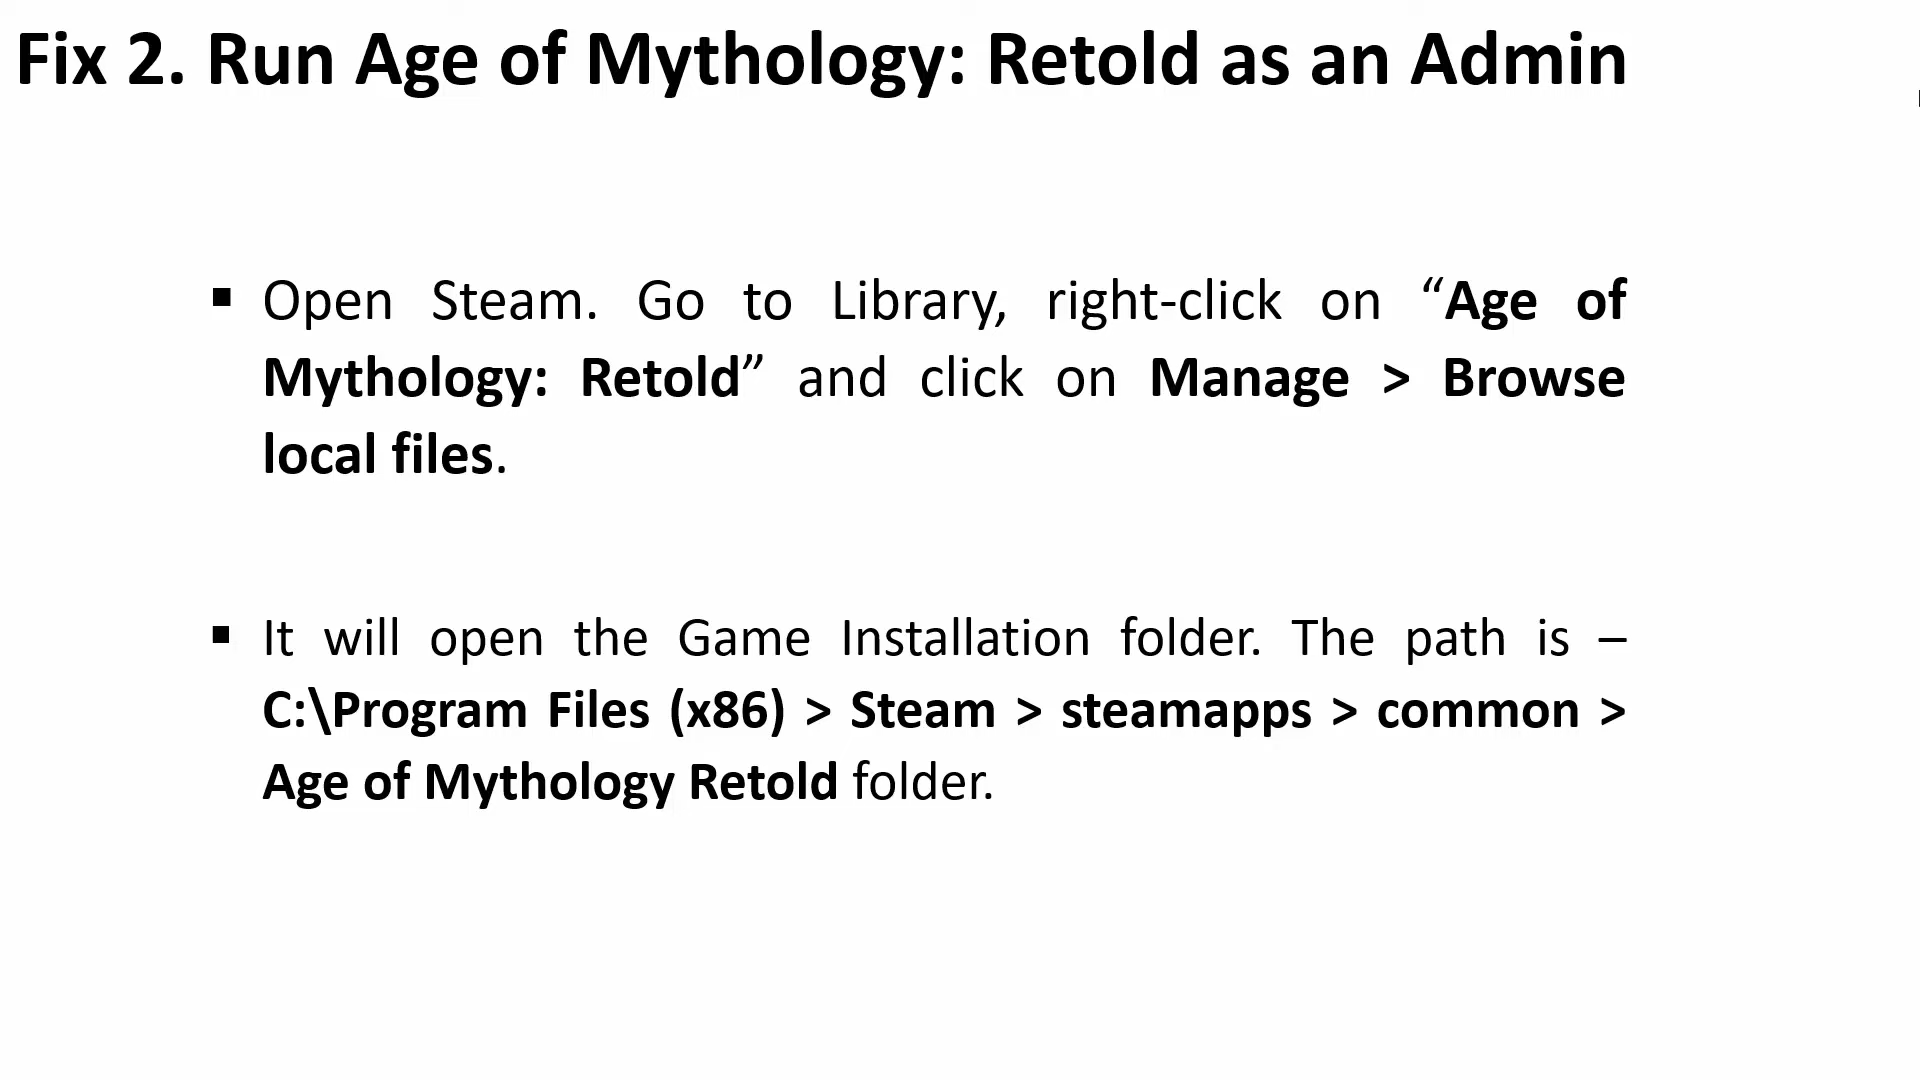 Fix 2. Run Age of Mythology: Retold as an Admin
▪ Open Steam. Go to Library, right-click on “Age of
Mythology: Retold” and click on Manage > Browse
local files.
▪ It will open the Game Installation folder. The path is –
C:\Program Files (x86) > Steam > steamapps > common >
Age of Mythology Retold folder.